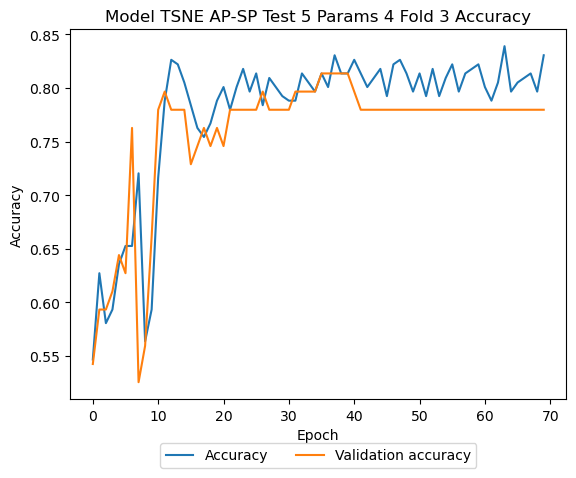 Model TSNE AP-SP Test 5 Params 4 Fold 3 Accuracy
0.85
0.80
0.75
0.70
0.65
0.60
0.55
Accuracy
0 10 20 30 40 50 60 70
Epoch
Accuracy Validation accuracy